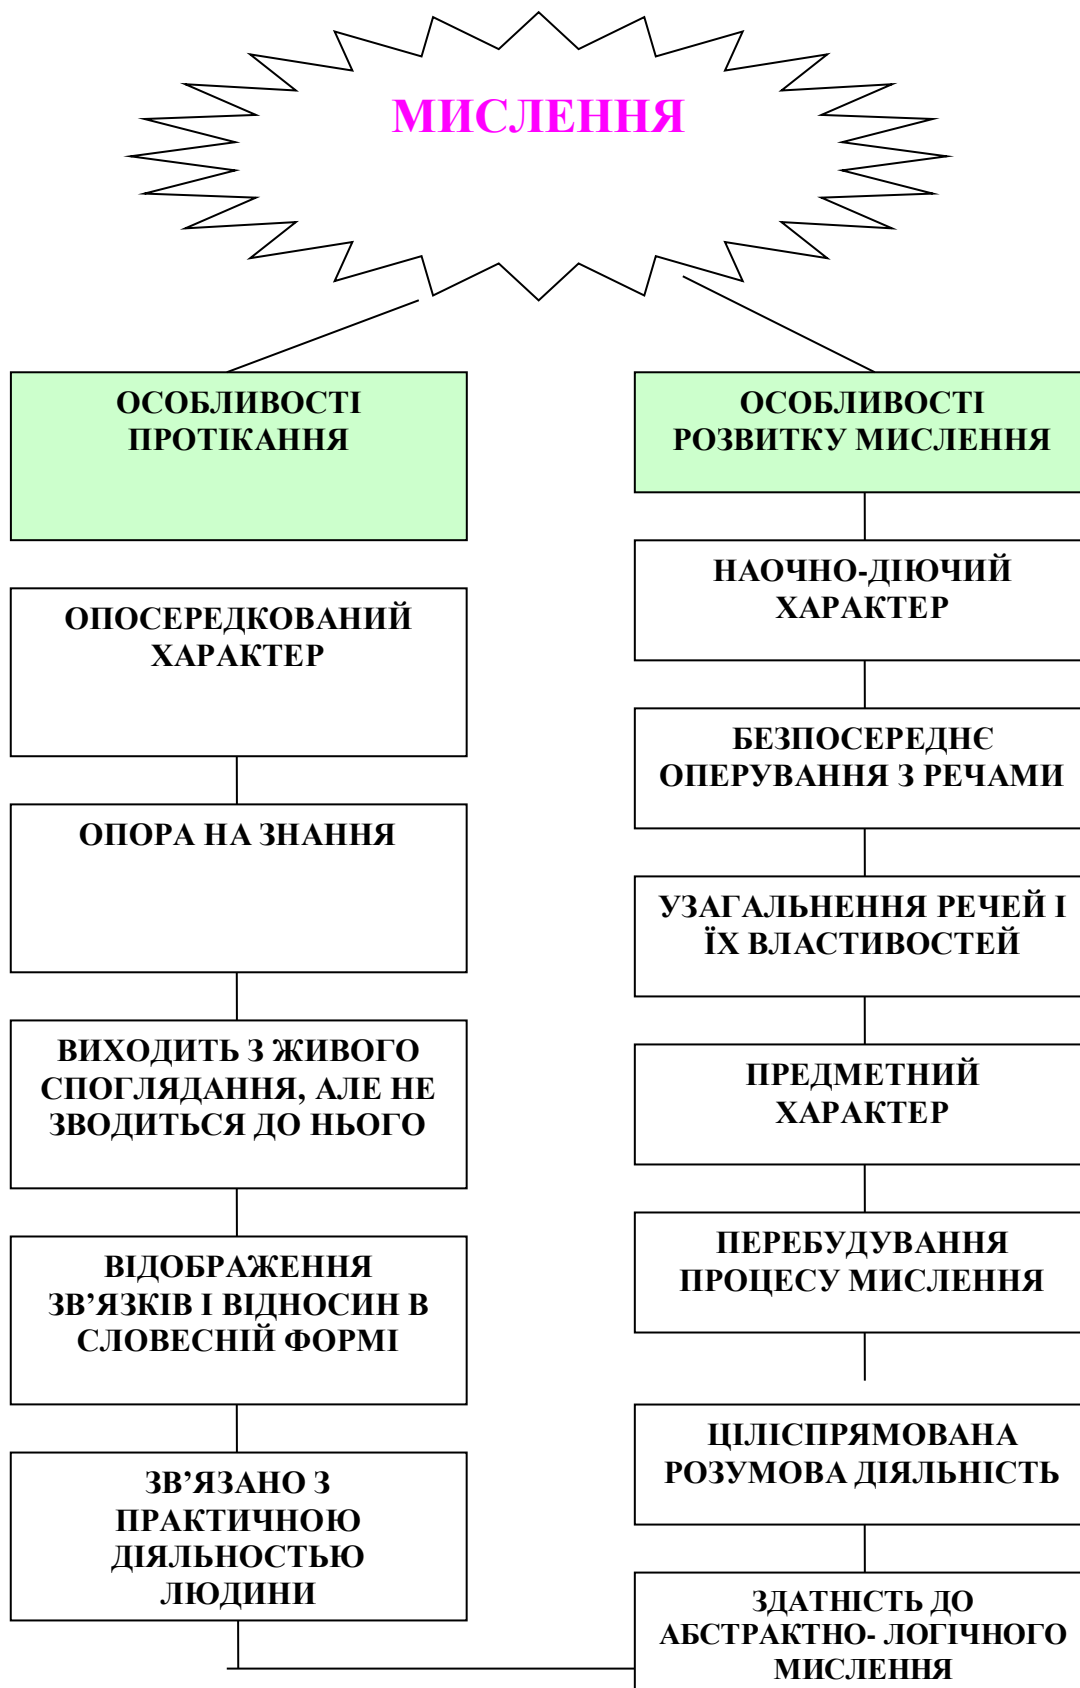 МИСЛЕННЯ
ОСОБЛИВОСТІ
ПРОТІКАННЯ
ОПОСЕРЕДКОВАНИЙ
ХАРАКТЕР
ОПОРА НА ЗНАННЯ
ВИХОДИТЬ З ЖИВОГО
СПОГЛЯДАННЯ, АЛЕ НЕ
ЗВОДИТЬСЯ ДО НЬОГО
ВІДОБРАЖЕННЯ
ЗВ’ЯЗКІВ І ВІДНОСИН В
СЛОВЕСНІЙ ФОРМІ
ЗВ’ЯЗАНО З
ПРАКТИЧНОЮ
ДІЯЛЬНОСТЬЮ
ЛЮДИНИ
ОСОБЛИВОСТІ
РОЗВИТКУ МИСЛЕННЯ
НАОЧНО-ДІЮЧИЙ
ХАРАКТЕР
БЕЗПОСЕРЕДНЄ
ОПЕРУВАННЯ З РЕЧАМИ
УЗАГАЛЬНЕННЯ РЕЧЕЙ І
ЇХ ВЛАСТИВОСТЕЙ
ПРЕДМЕТНИЙ
ХАРАКТЕР
ПЕРЕБУДУВАННЯ
ПРОЦЕСУ МИСЛЕННЯ
ЦІЛІСПРЯМОВАНА
РОЗУМОВА ДІЯЛЬНІСТЬ
ЗДАТНІСТЬ ДО
АБСТРАКТНО- ЛОГІЧНОГО
МИСЛЕННЯ